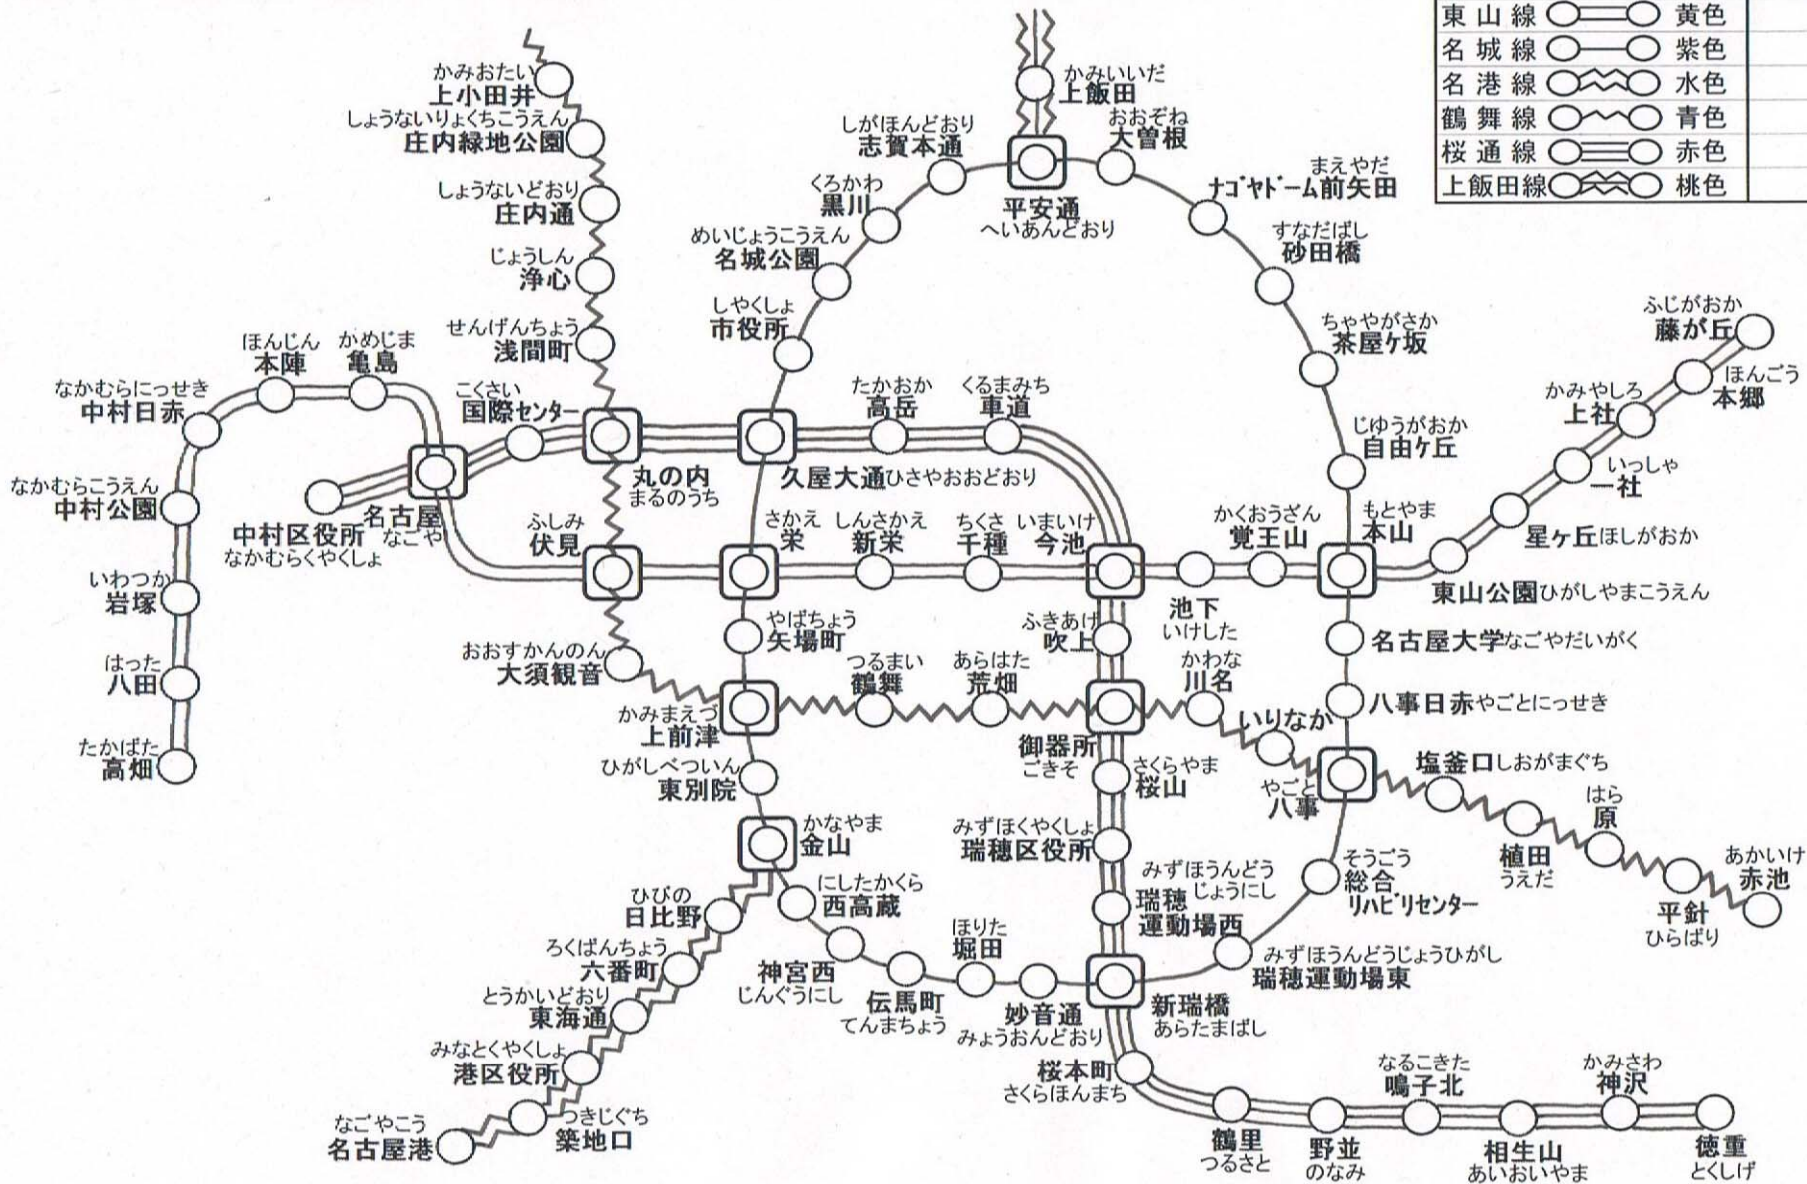 東山線 黄色
名城線 紫色
名港線 水色
鶴舞線 青色
桜通線 赤色
上飯田線 桃色
かみおたい
上小田井
しょうないりょくちこうえん
庄内緑地公園
しょうないどおり
庄内通
じょうしん
浄心
せんげんちょう
浅間町
かみいいだ
上飯田
おおぞね
大曽根
しがほんどおり
志賀本通
くろかわ
黒川
めいじょうこうえん
名城公園
しやくしょ
市役所
平安通
へいあんどおり
まえやだ
ナゴヤドーム前矢田
すなだばし
砂田橋
ちゃやがさか
茶屋ケ坂
じゆうがおか
自由ケ丘
ふじがおか
藤が丘
ほんごう
本郷
かみやしろ
上社
いっしゃ
一社
星ヶ丘ほしがおか
東山公園ひがしやまこうえん
もとやま
本山
かくおうざん
覚王山
池下
いけした
いまいけ
今池
ちくさ
千種
しんさかえ
新栄
さかえ
栄
ふしみ
伏見
ほんじん
本陣
かめじま
亀島
なかむらにっせき
中村日赤
なかむらこうえん
中村公園
いわつか
岩塚
はった
八田
たかばた
高畑
こくさい
国際センター
中村区役所
なかむらくやくしょ
名古屋
なごや
丸の内
まるのうち
久屋大通ひさやおおどおり
たかおか
高岳
くるまみち
車道
おおすかんのん
大須観音
やばちょう
矢場町
かみまえづ
上前津
つるまい
鶴舞
あらはた
荒畑
ふきあげ
吹上
御器所
ごきそ
かわな
川名
いりなか
やごと
八事
名古屋大学なごやだいがく
八事日赤やごとにっせき
塩釜口しおがまぐち
植田
うえだ
はら
原
平針
ひらばり
あかいけ
赤池
ひがしべついん
東別院
かなやま
金山
ひびの
日比野
ろくばんちょう
六番町
とうかいどおり
東海通
みなとくやくしょ
港区役所
つきじぐち
築地口
なごやこう
名古屋港
にしたかくら
西高蔵
神宮西
じんぐうにし
伝馬町
てんまちょう
ほりた
堀田
妙音通
みょうおんどおり
さくらやま
桜山
みずほくやくしょ
瑞穂区役所
みずほうんどう
じょうにし
瑞穂
運動場西
そうごう
総合
リハビリセンター
みずほうんどうじょうひがし
瑞穂運動場東
新瑞橋
あらたまばし
桜本町
さくらほんまち
鶴里
つるさと
野並
のなみ
なるこきた
鳴子北
相生山
あいおいやま
かみさわ
神沢
徳重
とくしげ